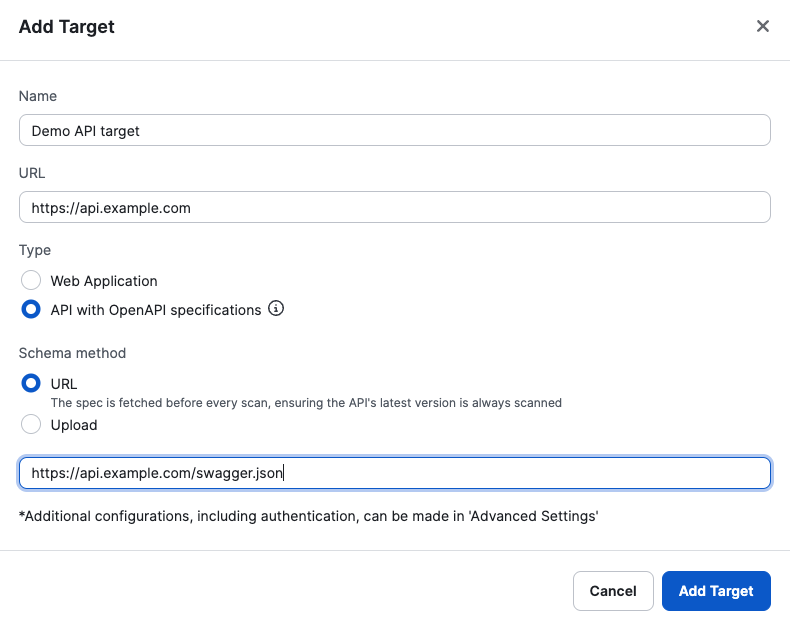 Add Target
Name
Demo API target
URL
https://api.example.com
Type
Web Application
API with OpenAPI specifications
Schema method
URL
The spec is fetched before every scan, ensuring the API's latest version is always scanned
Upload
https://api.example.com/swagger.json
*Additional configurations, including authentication, can be made in 'Advanced Settings'
Cancel
Add Target